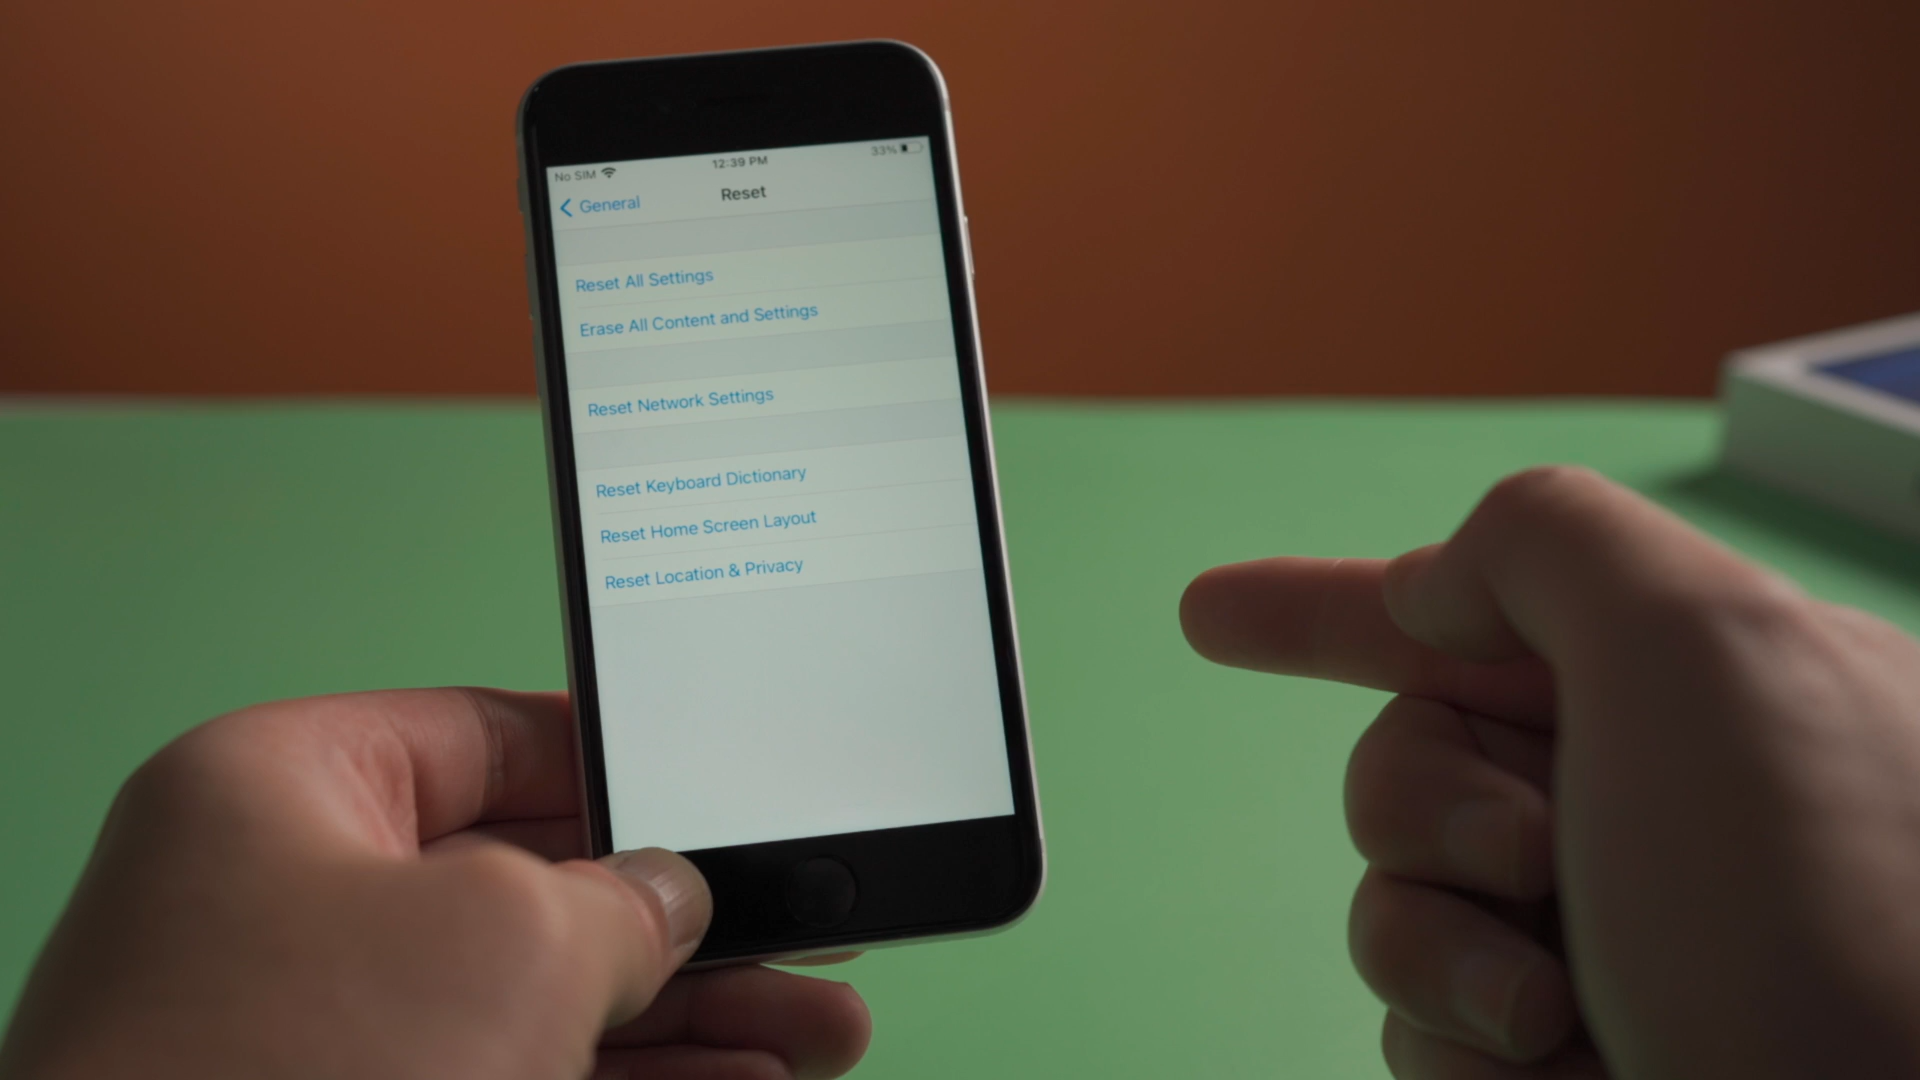 No SIM 12:39 PM 33%
General Reset
Reset All Settings
Erase All Content and Settings
Reset Network Settings
Reset Keyboard Dictionary
Reset Home Screen Layout
Reset Location & Privacy